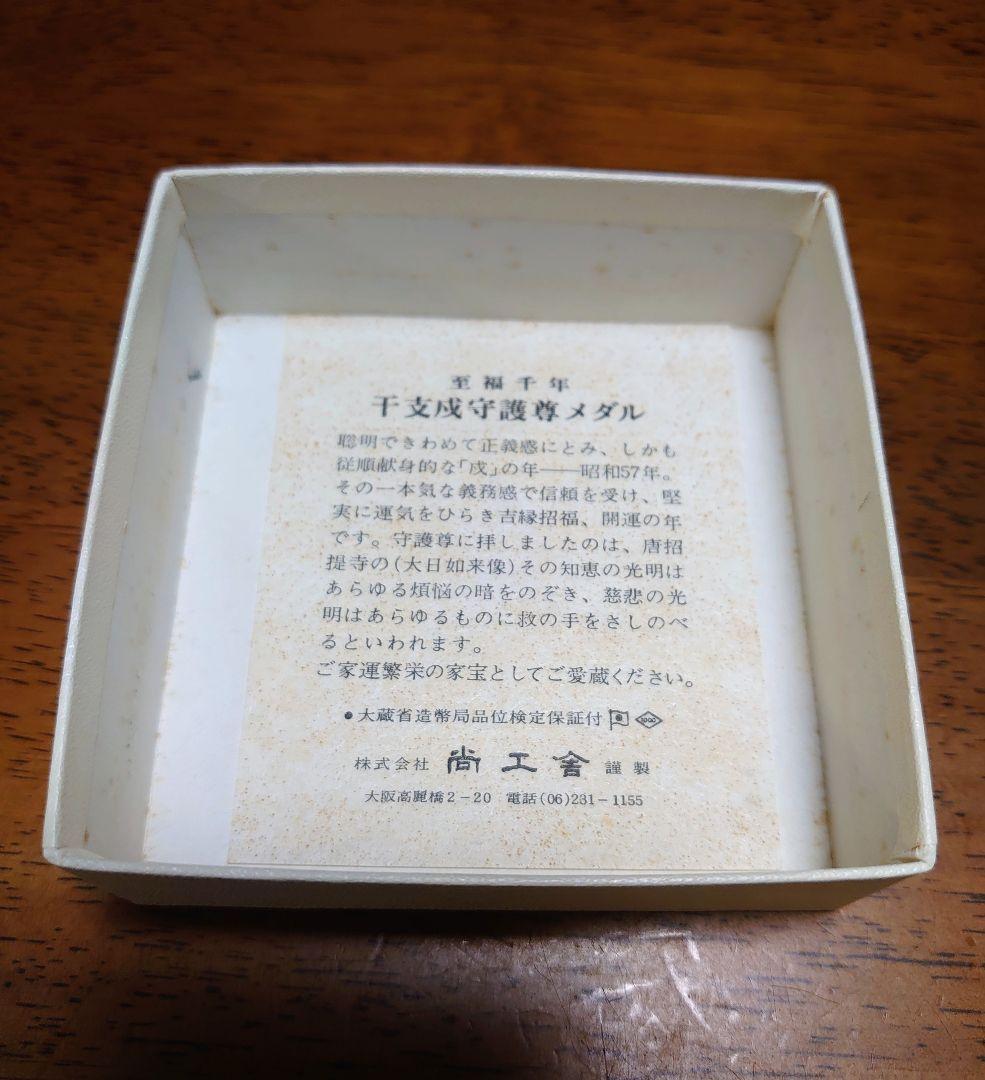 至福千年
干支戌守護尊メダル
聡明できわめて正義感にとみ、しかも
従順献身的な「戌」の年――昭和57年。
その一本気な義務感で信頼を受け、堅
実に運気をひらき吉縁招福、開運の年
です。守護尊に拝しましたのは、唐招
提寺の(大日如来像)その知恵の光明は
あらゆる煩悩の暗をのぞき、慈悲の光
明はあらゆるものに救の手をさしのべ
るといわれます。
ご家運繁栄の家宝としてご愛蔵ください。
●大蔵省造幣局品位検定保証付 1000
株式会社 尚工舎 謹製
大阪高麗橋2-20 電話(06)231-1155